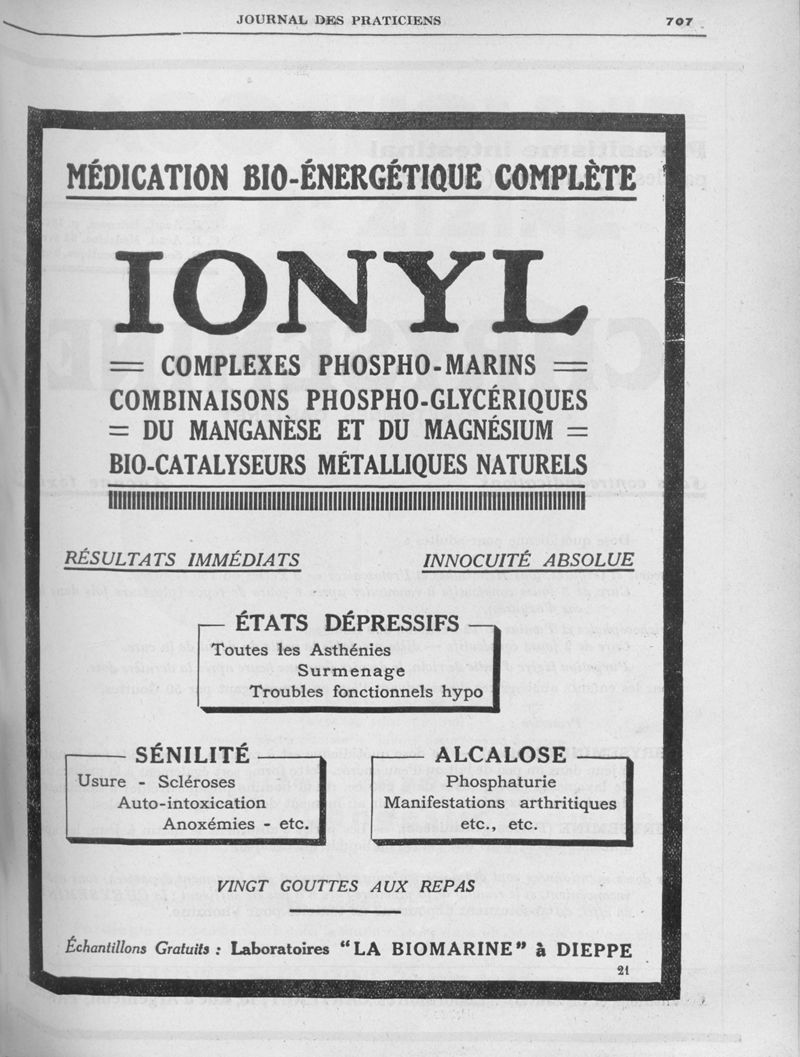 JOURNAL DES PRATICIENS 707
MÉDICATION BIO-ÉNERGÉTIQUE COMPLÈTE
IONYL
= COMPLEXES PHOSPHO-MARINS =
COMBINAISONS PHOSPHO-GLYCÉRIQUES
= DU MANGANÈSE ET DU MAGNÉSIUM =
BIO-CATALYSEURS MÉTALLIQUES NATURELS
RÉSULTATS IMMÉDIATS INNOCUITÉ ABSOLUE
ÉTATS DÉPRESSIFS
Toutes les Asthénies
Surmenage
Troubles fonctionnels hypo
SÉNILITÉ
Usure - Scléroses
Auto-intoxication
Anoxémies - etc.
ALCALOSE
Phosphaturie
Manifestations arthritiques
etc., etc.
VINGT GOUTTES AUX REPAS
Échantillons Gratuits : Laboratoires “LA BIOMARINE” à DIEPPE
21